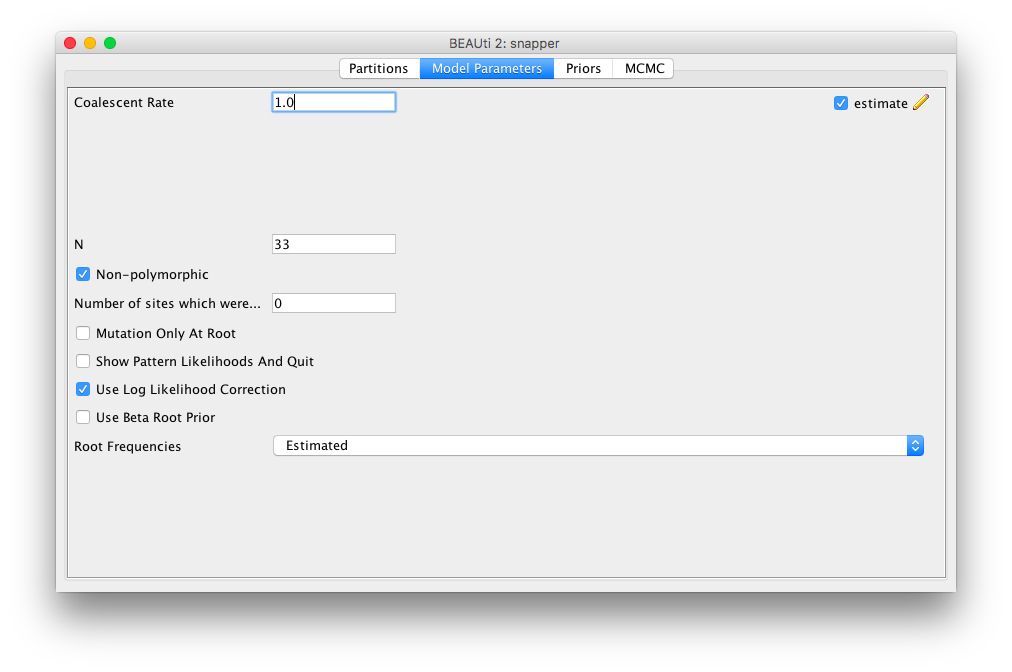 BEAUti 2: snapper
Partitions Model Parameters Priors MCMC
Coalescent Rate 1.0 estimate
N 33
Non-polymorphic
Number of sites which were... 0
Mutation Only At Root
Show Pattern Likelihoods And Quit
Use Log Likelihood Correction
Use Beta Root Prior
Root Frequencies Estimated